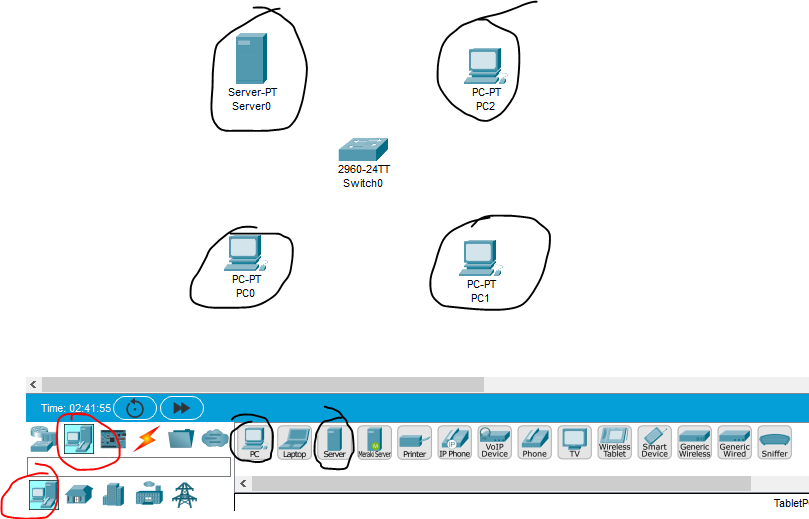 Server-PT
Server0
PC-PT
PC2
2960-24TT
Switch0
PC-PT
PC0
PC-PT
PC1
Time: 02:41:55
PC
Laptop
Server
Meraki Server
Printer
IP Phone
VoIP Device
Phone
TV
Wireless Tablet
Smart Device
Generic Wireless
Generic Wired
Sniffer